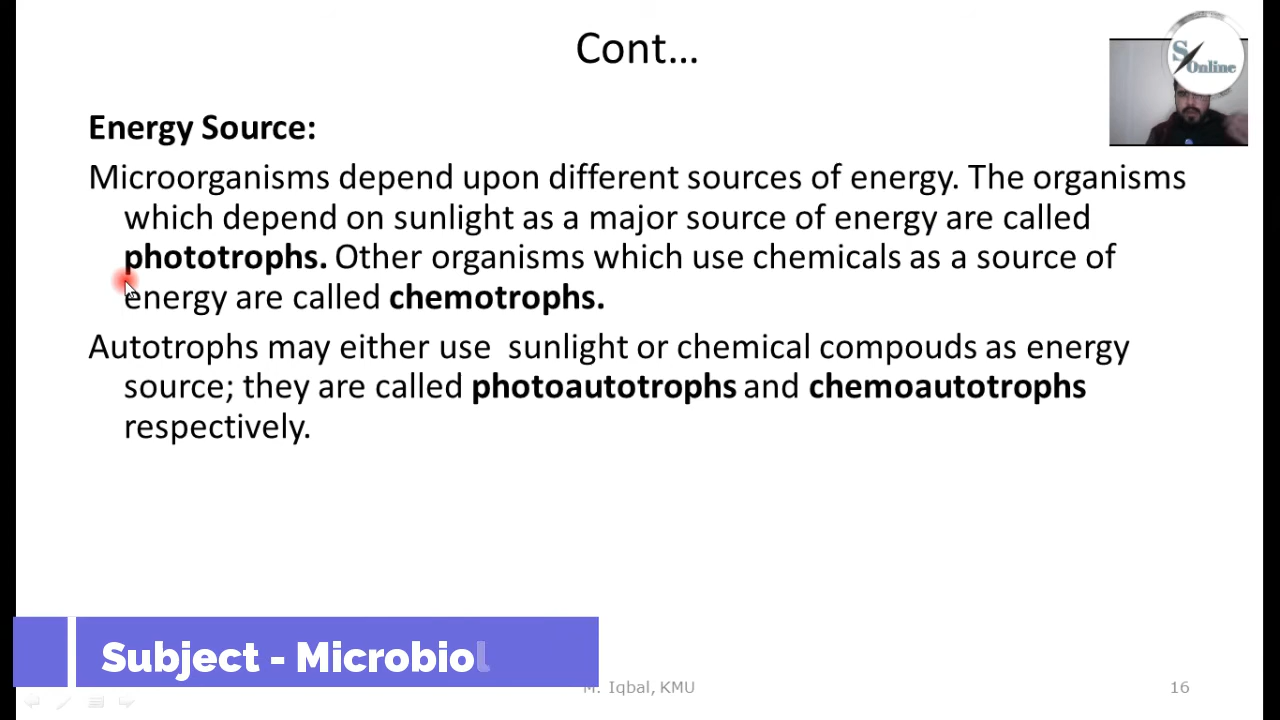 Cont...
S
Online
Energy Source:
Microorganisms depend upon different sources of energy. The organisms
which depend on sunlight as a major source of energy are called
phototrophs. Other organisms which use chemicals as a source of
energy are called chemotrophs.
Autotrophs may either use  sunlight or chemical compouds as energy
source; they are called photoautotrophs and chemoautotrophs
respectively.
Subject - Microbiol
M. Iqbal, KMU
16